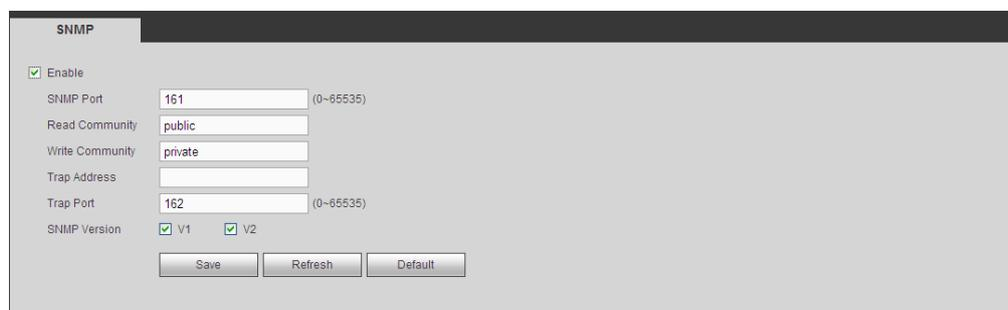 SNMP
Enable
SNMP Port 161 (0~65535)
Read Community public
Write Community private
Trap Address
Trap Port 162 (0~65535)
SNMP Version V1 V2
Save Refresh Default